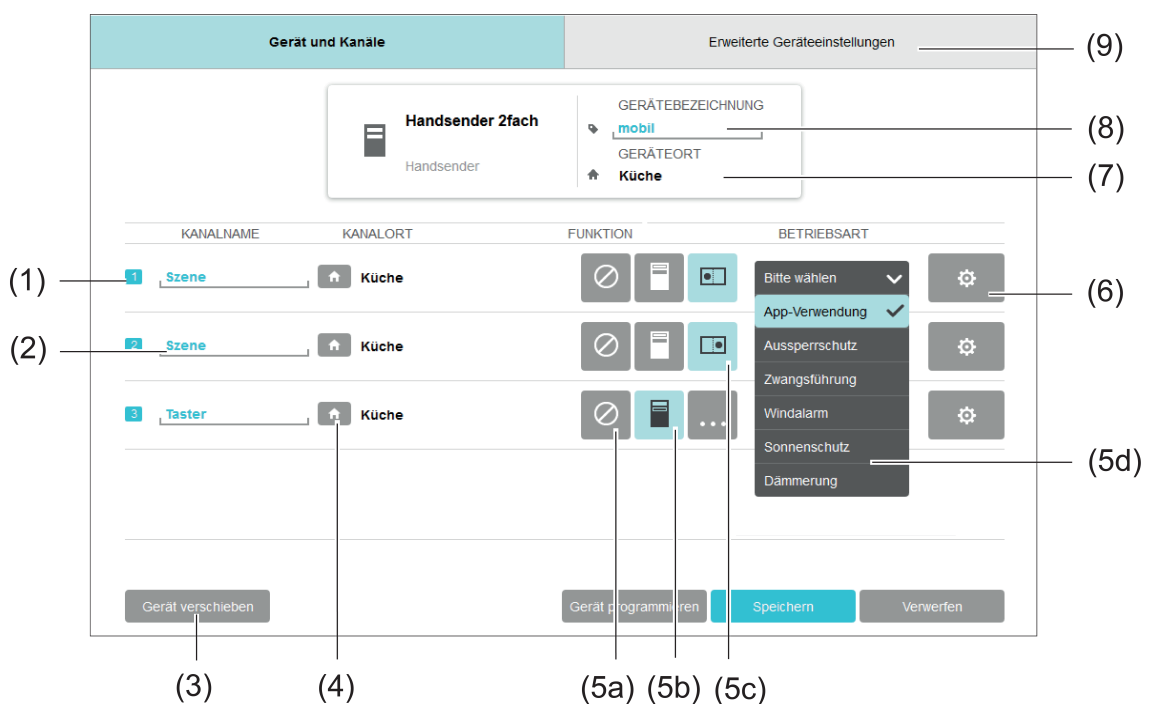 Gerät und Kanäle
Erweiterte Geräteeinstellungen
(9)
Handsender 2fach
Handsender
GERÄTEBEZEICHNUNG
mobil
(8)
GERÄTEORT
Küche
(7)
KANALNAME KANALORT FUNKTION BETRIEBSART
(1)
1 Szene Küche
Bitte wählen
(6)
App-Verwendung
(2)
2 Szene Küche
Aussperrschutz
Zwangsführung
3 Taster Küche
...
Windalarm
Sonnenschutz
(5d)
Dämmerung
Gerät verschieben Gerät programmieren Speichern Verwerfen
(3) (4) (5a) (5b) (5c)